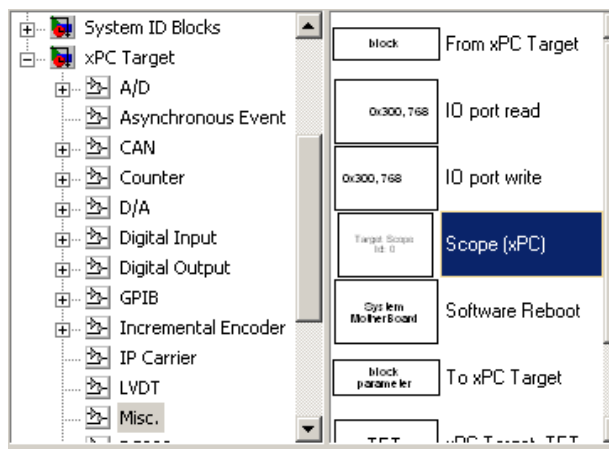 System ID Blocks
xPC Target
A/D
Asynchronous Event
CAN
Counter
D/A
Digital Input
Digital Output
GPIB
Incremental Encoder
IP Carrier
LVDT
Misc.
block
From xPC Target
0x300, 768
IO port read
0x300, 768
IO port write
Target Scope
Id: 0
Scope (xPC)
System
MotherBoard
Software Reboot
block
parameter
To xPC Target